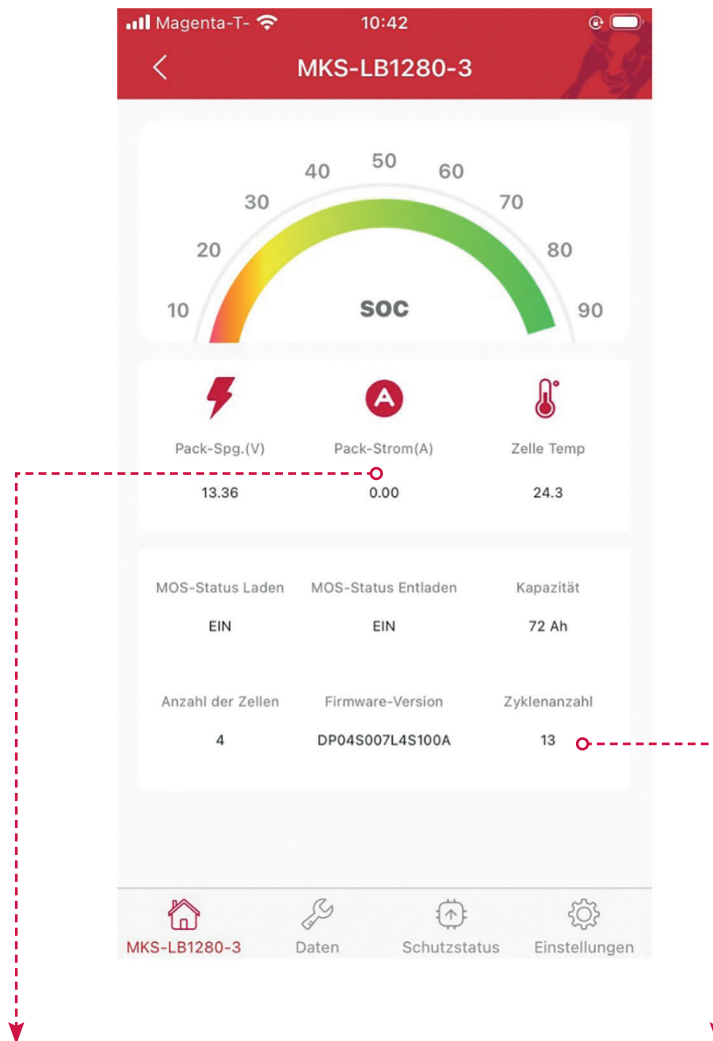 Magenta-T- 10:42
MKS-LB1280-3
50
40 60
30 70
20 80
10 SOC 90
A
Pack-Spg.(V) Pack-Strom(A) Zelle Temp
13.36 0.00 24.3
MOS-Status Laden MOS-Status Entladen Kapazität
EIN EIN 72 Ah
Anzahl der Zellen Firmware-Version Zyklenanzahl
4 DP04S007L4S100A 13
MKS-LB1280-3 Daten Schutzstatus Einstellungen